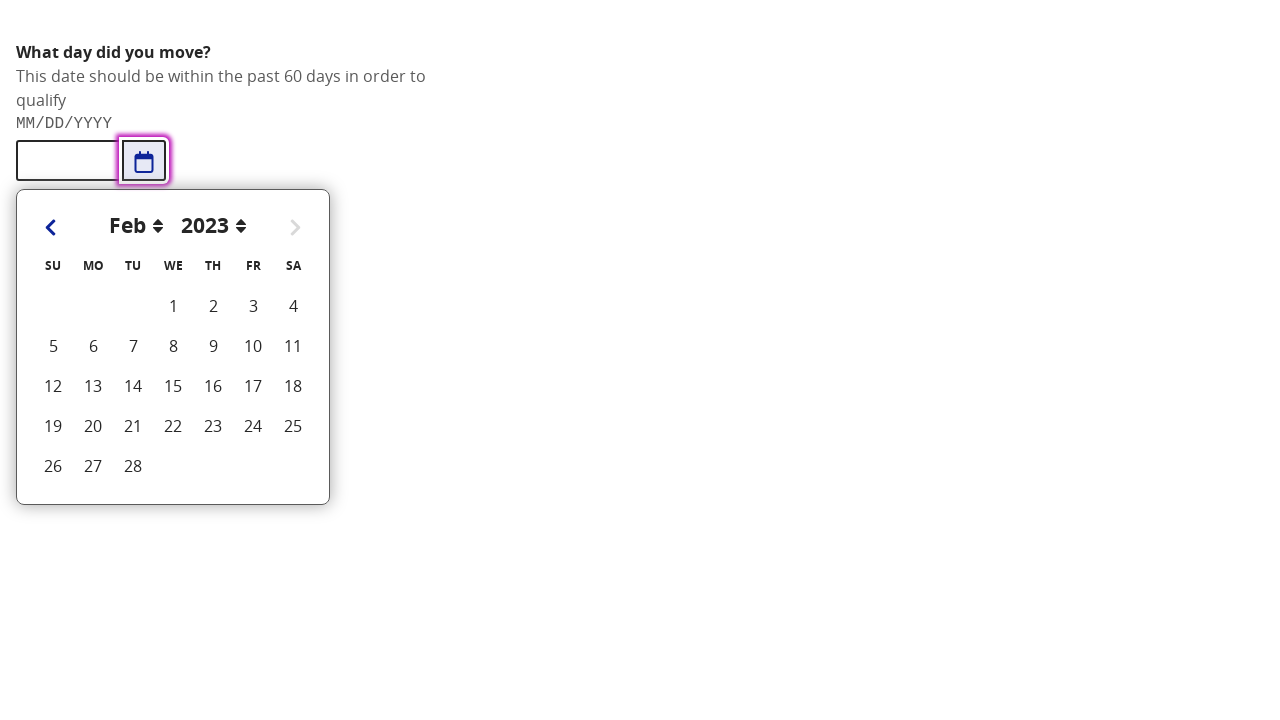 What day did you move?
This date should be within the past 60 days in order to
qualify
MM/DD/YYYY
Feb 2023
SU MO TU WE TH FR SA
1 2 3 4
5 6 7 8 9 10 11
12 13 14 15 16 17 18
19 20 21 22 23 24 25
26 27 28